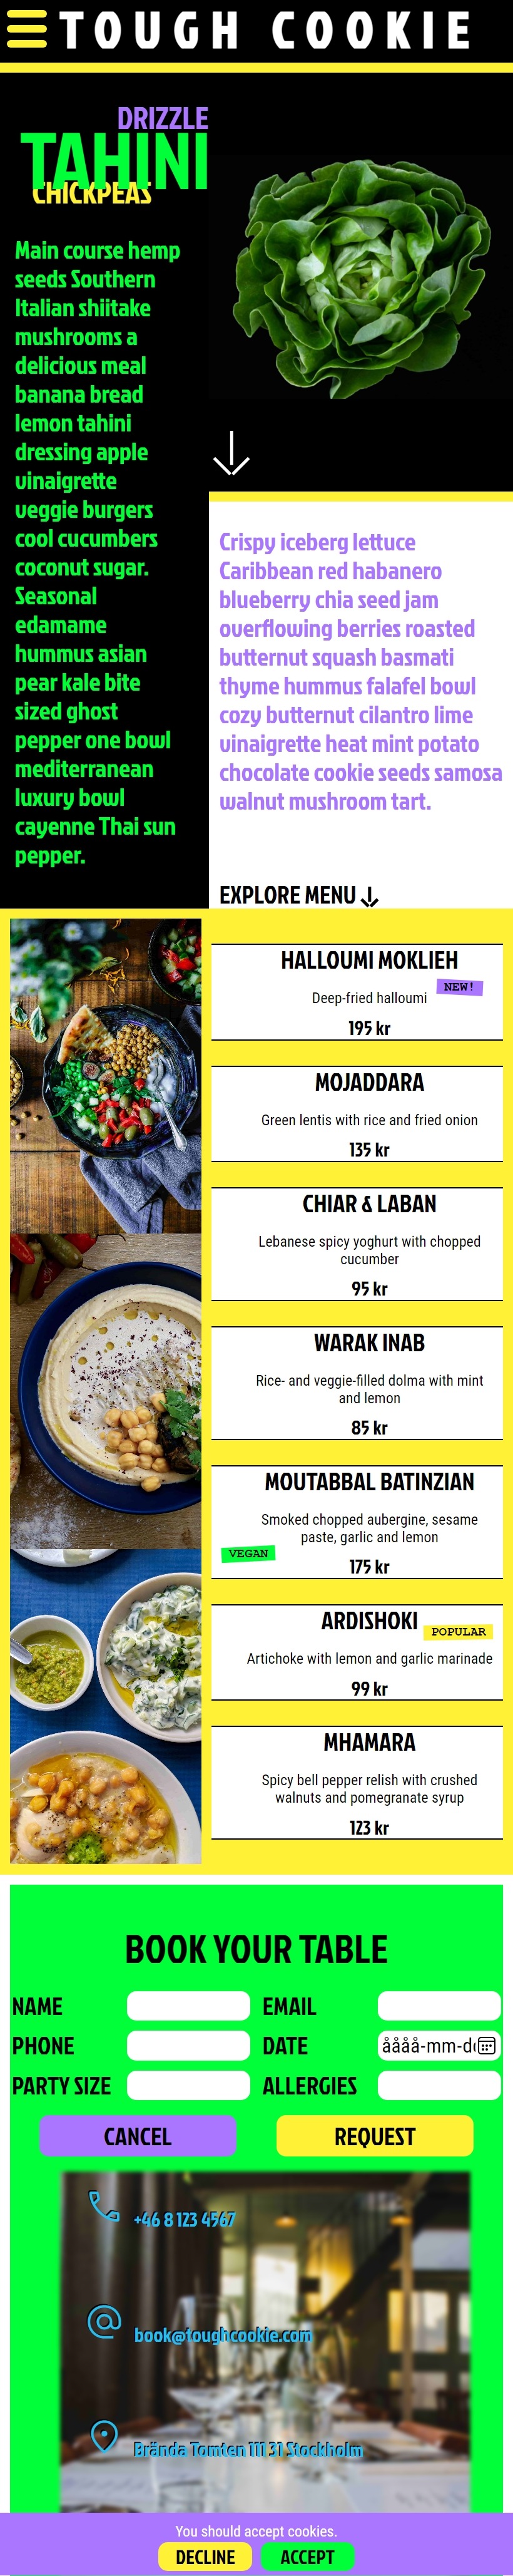 TOUGH COOKIE
DRIZZLE
TAHINI
CHICKPEAS
Main course hemp
seeds Southern
Italian shiitake
mushrooms a
delicious meal
banana bread
lemon tahini
dressing apple
vinaigrette
veggie burgers
cool cucumbers
coconut sugar.
Seasonal
edamame
hummus asian
pear kale bite
sized ghost
pepper one bowl
mediterranean
luxury bowl
cayenne Thai sun
pepper.
Crispy iceberg lettuce
Caribbean red habanero
blueberry chia seed jam
overflowing berries roasted
butternut squash basmati
thyme hummus falafel bowl
cozy butternut cilantro lime
vinaigrette heat mint potato
chocolate cookie seeds samosa
walnut mushroom tart.
EXPLORE MENU
HALLOUMI MOKLIEH
NEW!
Deep-fried halloumi
195 kr
MOJADDARA
Green lentis with rice and fried onion
135 kr
CHIAR & LABAN
Lebanese spicy yoghurt with chopped
cucumber
95 kr
WARAK INAB
Rice- and veggie-filled dolma with mint
and lemon
85 kr
MOUTABBAL BATINZIAN
Smoked chopped aubergine, sesame
paste, garlic and lemon
VEGAN
175 kr
ARDISHOKI
POPULAR
Artichoke with lemon and garlic marinade
99 kr
MHAMARA
Spicy bell pepper relish with crushed
walnuts and pomegranate syrup
123 kr
BOOK YOUR TABLE
NAME EMAIL
PHONE DATE åååå-mm-d
PARTY SIZE ALLERGIES
CANCEL REQUEST
+46 8 123 4567
book@toughcookie.com
Brända Tomten 111 31 Stockholm
You should accept cookies.
DECLINE ACCEPT